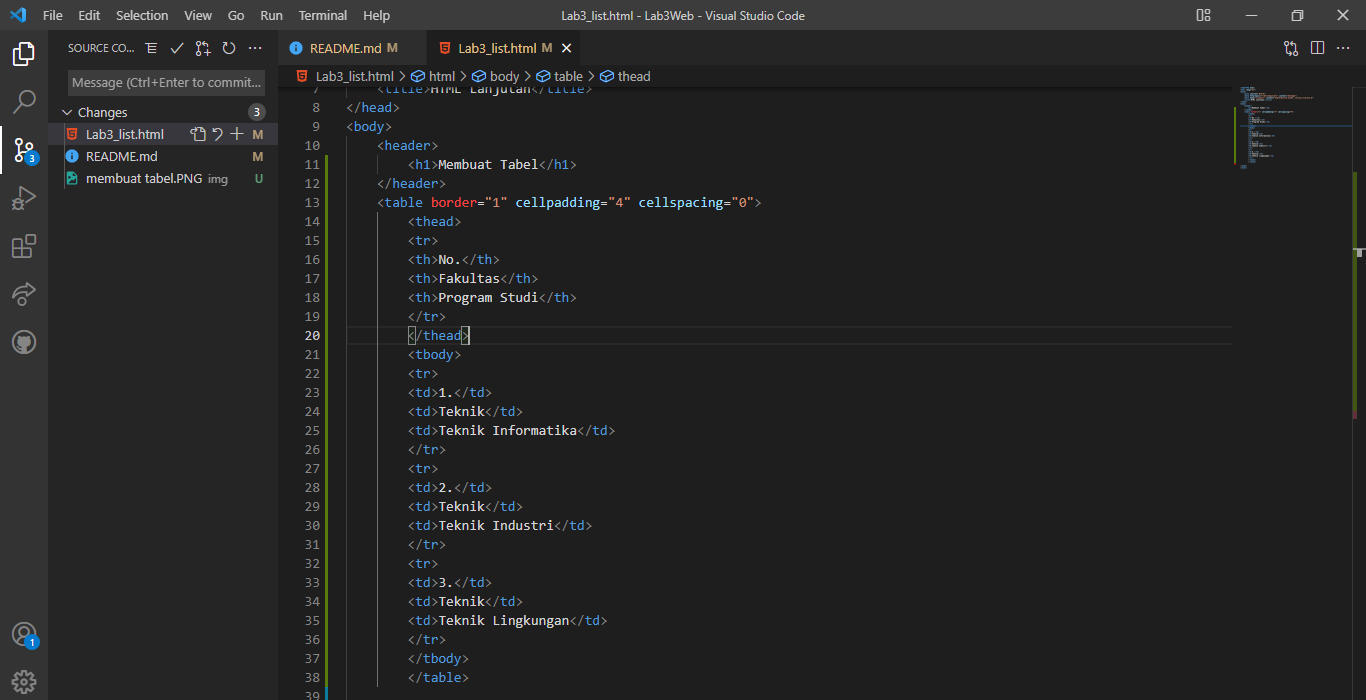 File Edit Selection View Go Run Terminal Help
Lab3_list.html - Lab3Web - Visual Studio Code
SOURCE CO...
Message (Ctrl+Enter to commit...
Changes 3
Lab3_list.html M
README.md M
membuat tabel.PNG img U
3
1
README.md M
Lab3_list.html M
Lab3_list.html > html > body > table > thead
7 <title>HTML Lanjutan</title>
8 </head>
9 <body>
10 <header>
11 <h1>Membuat Tabel</h1>
12 </header>
13 <table border="1" cellpadding="4" cellspacing="0">
14 <thead>
15 <tr>
16 <th>No.</th>
17 <th>Fakultas</th>
18 <th>Program Studi</th>
19 </tr>
20 </thead>
21 <tbody>
22 <tr>
23 <td>1.</td>
24 <td>Teknik</td>
25 <td>Teknik Informatika</td>
26 </tr>
27 <tr>
28 <td>2.</td>
29 <td>Teknik</td>
30 <td>Teknik Industri</td>
31 </tr>
32 <tr>
33 <td>3.</td>
34 <td>Teknik</td>
35 <td>Teknik Lingkungan</td>
36 </tr>
37 </tbody>
38 </table>
39